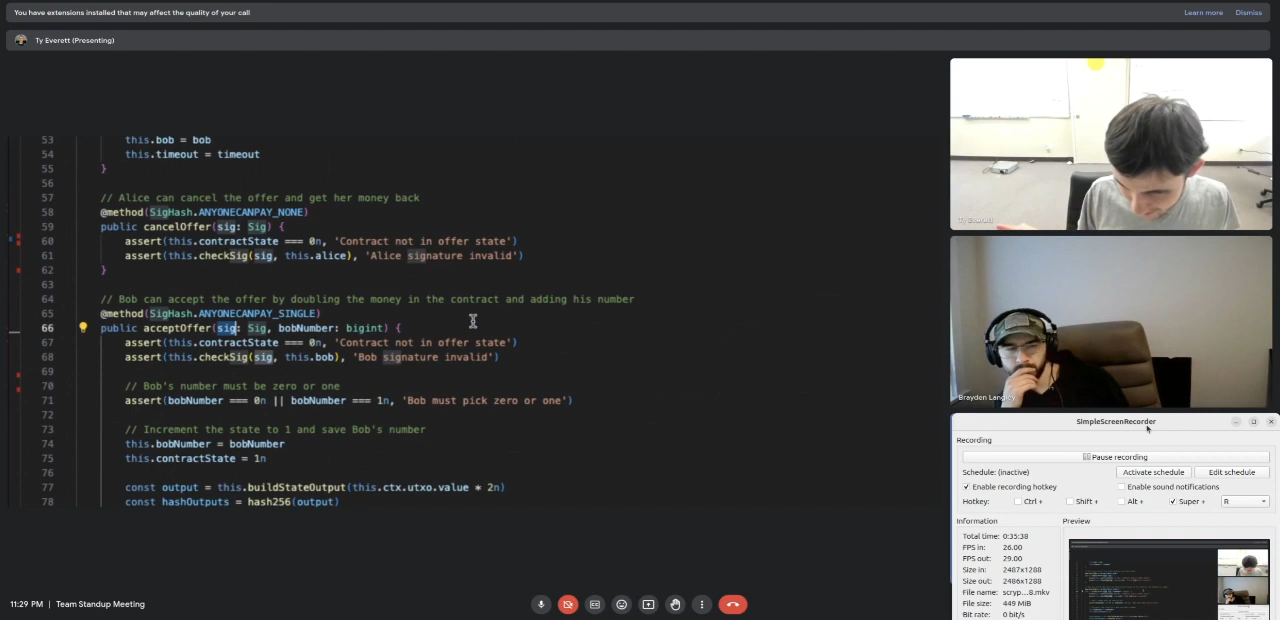 You have extensions installed that may affect the quality of your call
Learn more
Dismiss
Ty Everett (Presenting)
53 this.bob = bob
54 this.timeout = timeout
55 }
56
57 // Alice can cancel the offer and get her money back
58 @method(SigHash.ANYONECANPAY_NONE)
59 public cancelOffer(sig: Sig) {
60 assert(this.contractState === 0n, 'Contract not in offer state')
61 assert(this.checkSig(sig, this.alice), 'Alice signature invalid')
62 }
63
64 // Bob can accept the offer by doubling the money in the contract and adding his number
65 @method(SigHash.ANYONECANPAY_SINGLE)
66 public acceptOffer(sig: Sig, bobNumber: bigint) {
67 assert(this.contractState === 0n, 'Contract not in offer state')
68 assert(this.checkSig(sig, this.bob), 'Bob signature invalid')
69
70 // Bob's number must be zero or one
71 assert(bobNumber === 0n || bobNumber === 1n, 'Bob must pick zero or one')
72
73 // Increment the state to 1 and save Bob's number
74 this.bobNumber = bobNumber
75 this.contractState = 1n
76
77 const output = this.buildStateOutput(this.ctx.utxo.value * 2n)
78 const hashOutputs = hash256(output)
Ty Everett
Brayden Langley
SimpleScreenRecorder
Recording
Pause recording
Schedule: (inactive)
Activate schedule
Edit schedule
Enable recording hotkey
Enable sound notifications
Hotkey:
Ctrl +
Shift +
Alt +
Super +
R
Information
Preview
Total time: 0:35:38
FPS in: 26.00
FPS out: 29.00
Size in: 2487x1288
Size out: 2486x1288
File name: scryp...8.mkv
File size: 449 MiB
Bit rate: 0 bit/s
11:29 PM | Team Standup Meeting